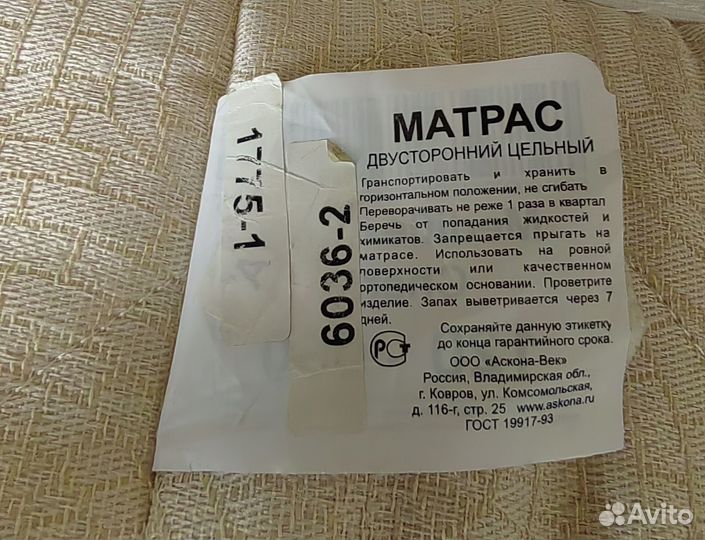 МАТРАС
ДВУСТОРОННИЙ ЦЕЛЬНЫЙ
Транспортировать и хранить в
горизонтальном положении, не сгибать
Переворачивать не реже 1 раза в квартал
Беречь от попадания жидкостей и
химикатов. Запрещается прыгать на
матрасе. Использовать на ровной
поверхности или качественном
ортопедическом основании. Проветрите
изделие. Запах выветривается через 7
дней.
Сохраняйте данную этикетку
до конца гарантийного срока.
РСТ
ООО «Аскона-Век»
Россия, Владимирская обл.,
г. Ковров, ул. Комсомольская,
д. 116-г, стр. 25 www.askona.ru
ГОСТ 19917-93
1775-1
6036-2
Avito